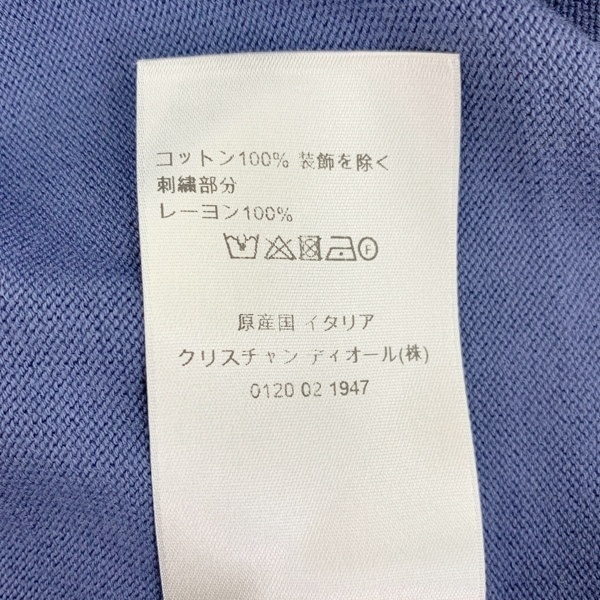 コットン100% 装飾を除く
刺繍部分
レーヨン100%
F
原産国 イタリア
クリスチャン ディオール(株)
0120 02 1947